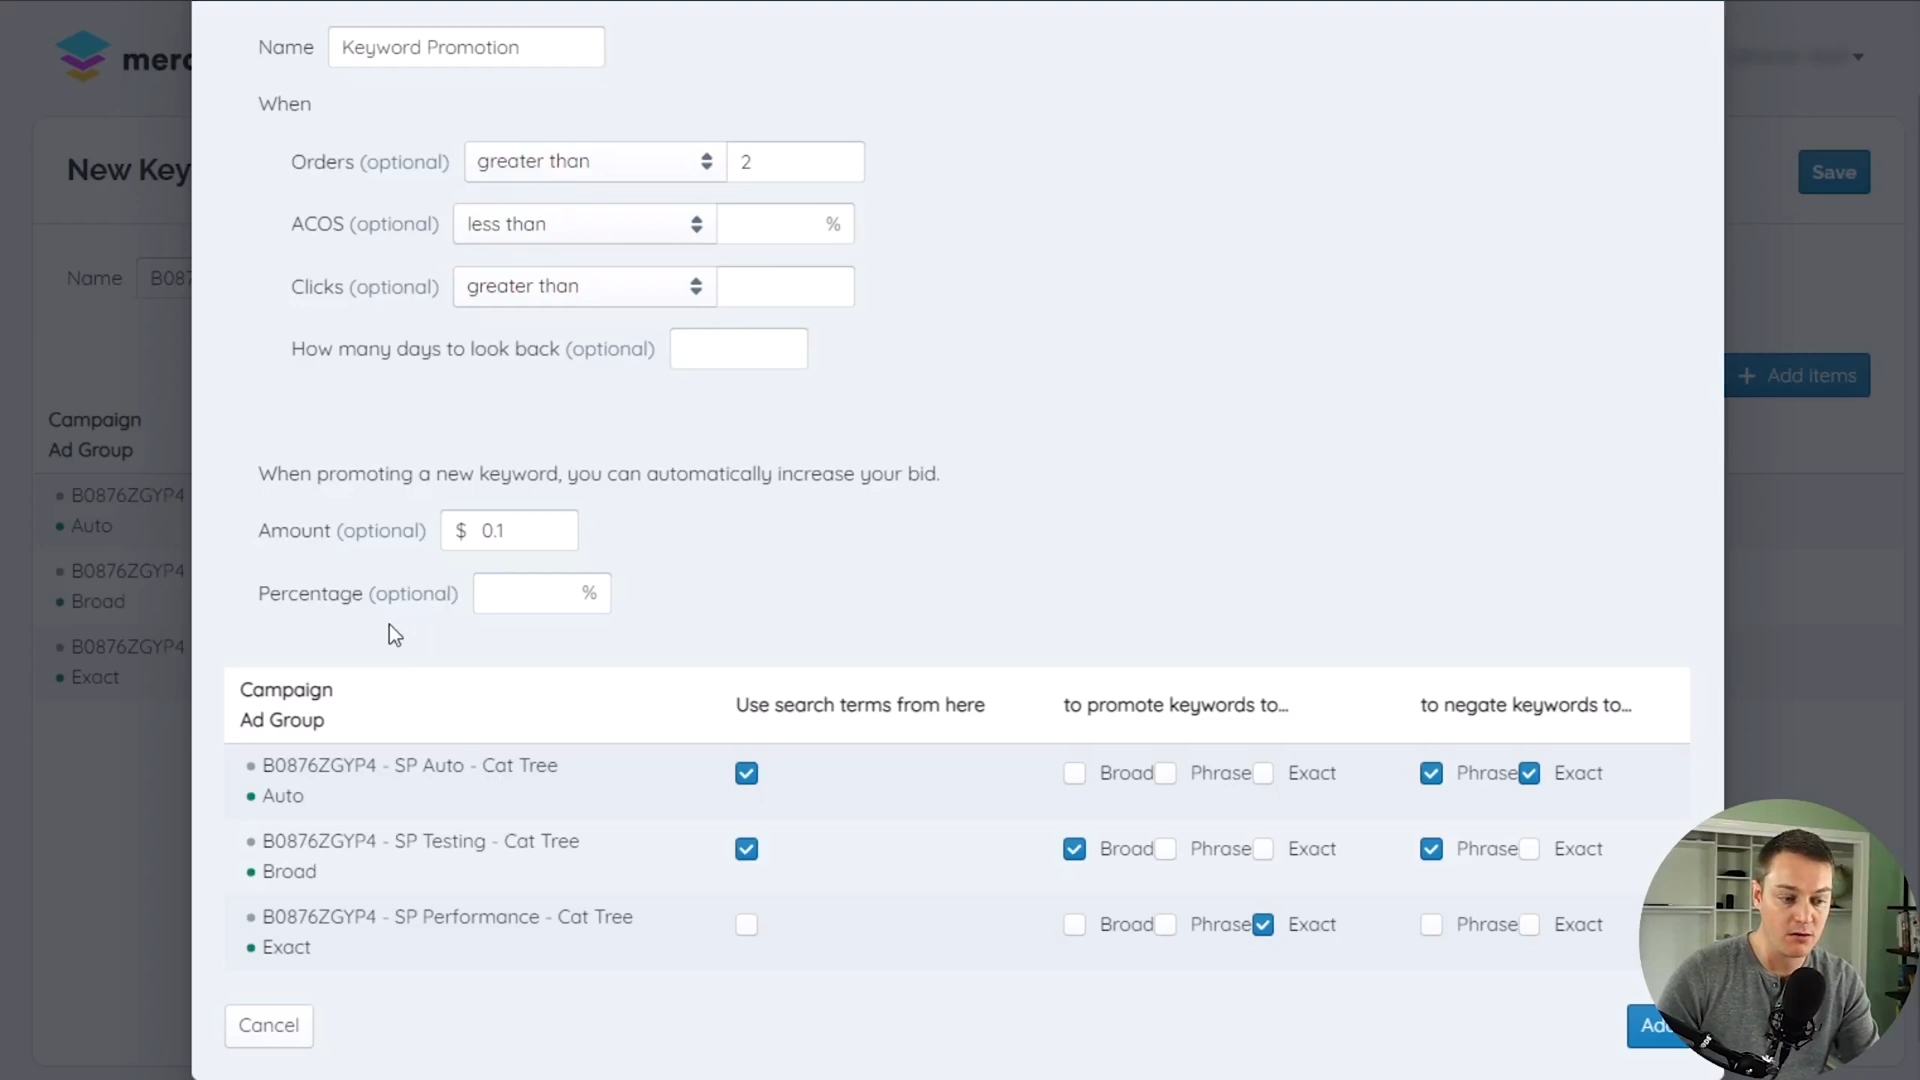 merc
Name Keyword Promotion
When
New Key
Orders (optional) greater than 2
Save
ACOS (optional) less than %
Name B087
Clicks (optional) greater than
How many days to look back (optional)
+ Add items
Campaign
Ad Group
When promoting a new keyword, you can automatically increase your bid.
B0876ZGYP4
Auto
Amount (optional) $ 0.1
B0876ZGYP4
Broad
Percentage (optional) %
B0876ZGYP4
Exact
Campaign
Ad Group
Use search terms from here
to promote keywords to...
to negate keywords to...
B0876ZGYP4 - SP Auto - Cat Tree
Auto
Broad Phrase Exact Phrase Exact
B0876ZGYP4 - SP Testing - Cat Tree
Broad
Broad Phrase Exact Phrase Exact
B0876ZGYP4 - SP Performance - Cat Tree
Exact
Broad Phrase Exact Phrase Exact
Cancel
Add